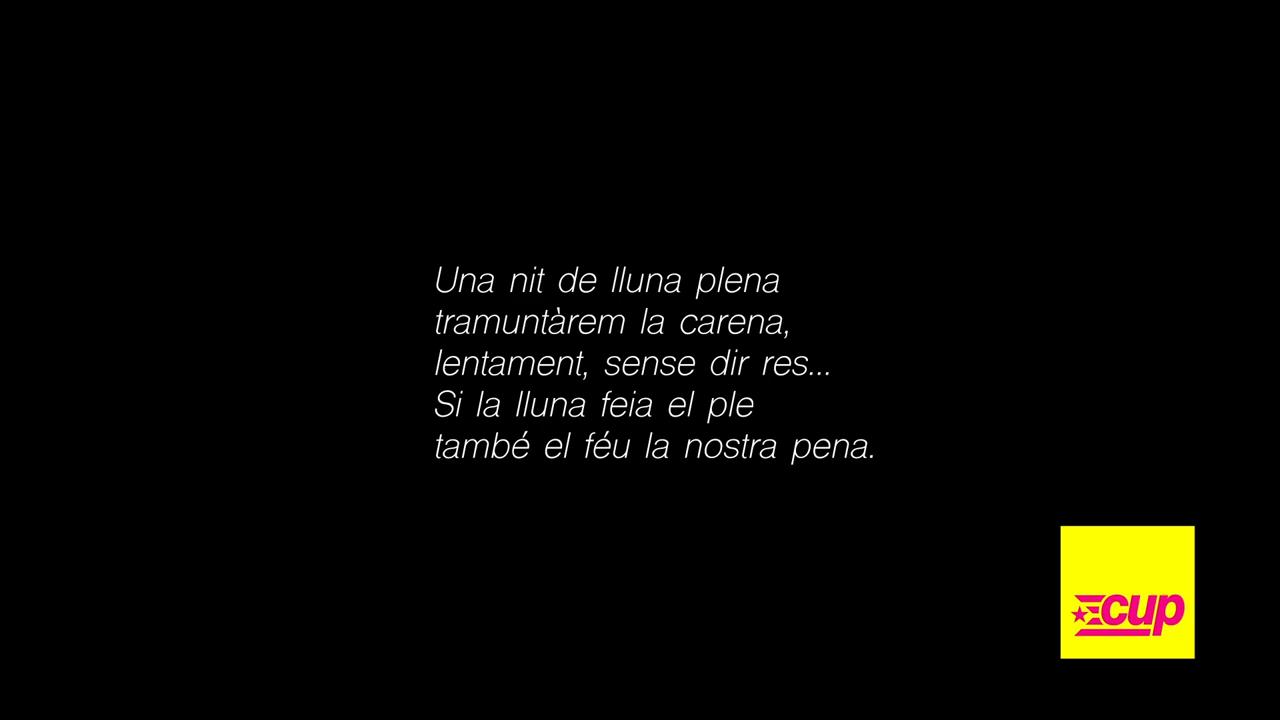 Una nit de lluna plena
tramuntàrem la carena,
lentament, sense dir res...
Si la lluna feia el ple
també el féu la nostra pena.
cup